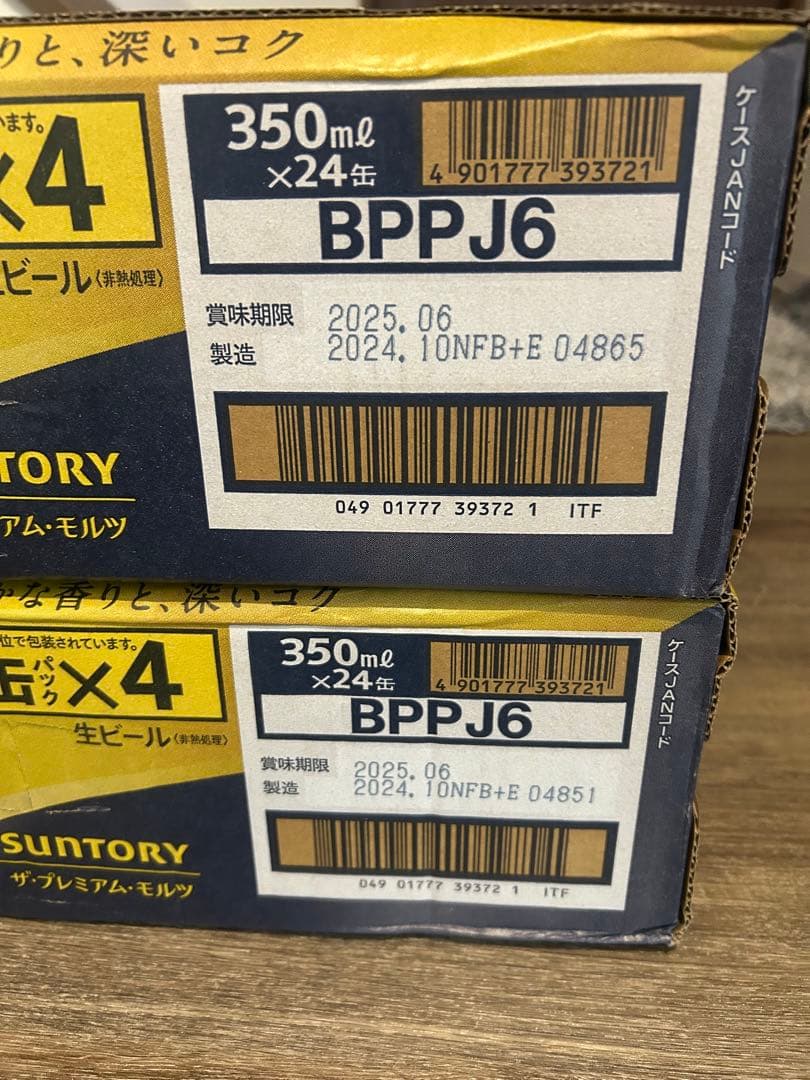 りと、深いコク
います。
×4
350ml
×24缶
4 901777 393721
BPPJ6
ケースJANコード
生ビール〈非熱処理〉
賞味期限 2025.06
製造 2024.10NFB+E 04865
049 01777 39372 1 ITF
TORY
アム・モルツ
かな香りと、深いコク
位で包装されています。
缶パック×4
350ml
×24缶
4 901777 393721
BPPJ6
ケースJANコード
生ビール〈非熱処理〉
賞味期限 2025.06
製造 2024.10NFB+E 04851
049 01777 39372 1 ITF
SUNTORY
ザ・プレミアム・モルツ